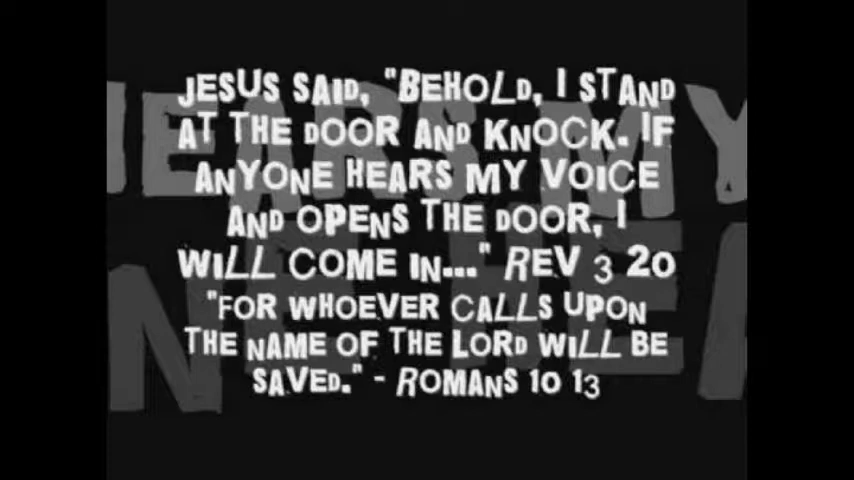 JESUS SAID, "BEHOLD, I STAND
AT THE DOOR AND KNOCK. IF
ANYONE HEARS MY VOICE
AND OPENS THE DOOR, I
WILL COME IN..." REV 3 20
"FOR WHOEVER CALLS UPON
THE NAME OF THE LORD WILL BE
SAVED." - ROMANS 10 13
HEARS MY